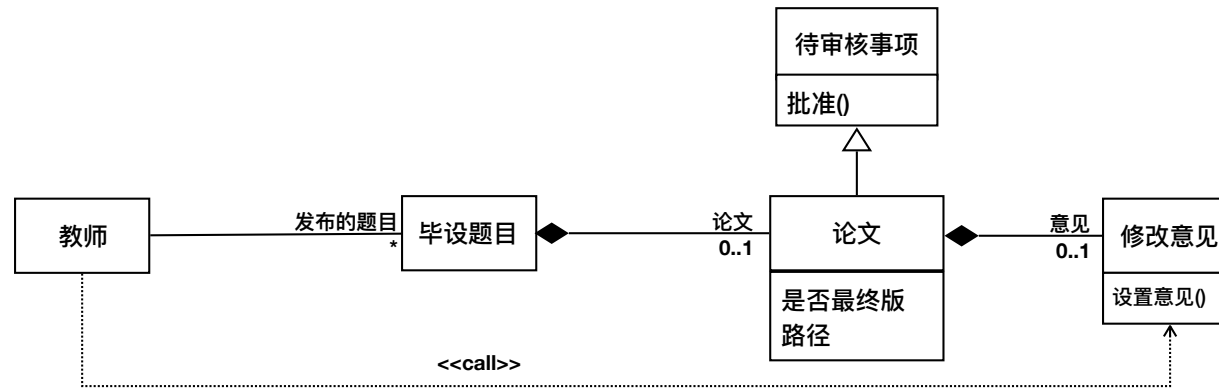 待审核事项
批准()
教师
发布的题目
*
毕设题目
论文
0..1
论文
是否最终版
路径
意见
0..1
修改意见
设置意见()
<<call>>